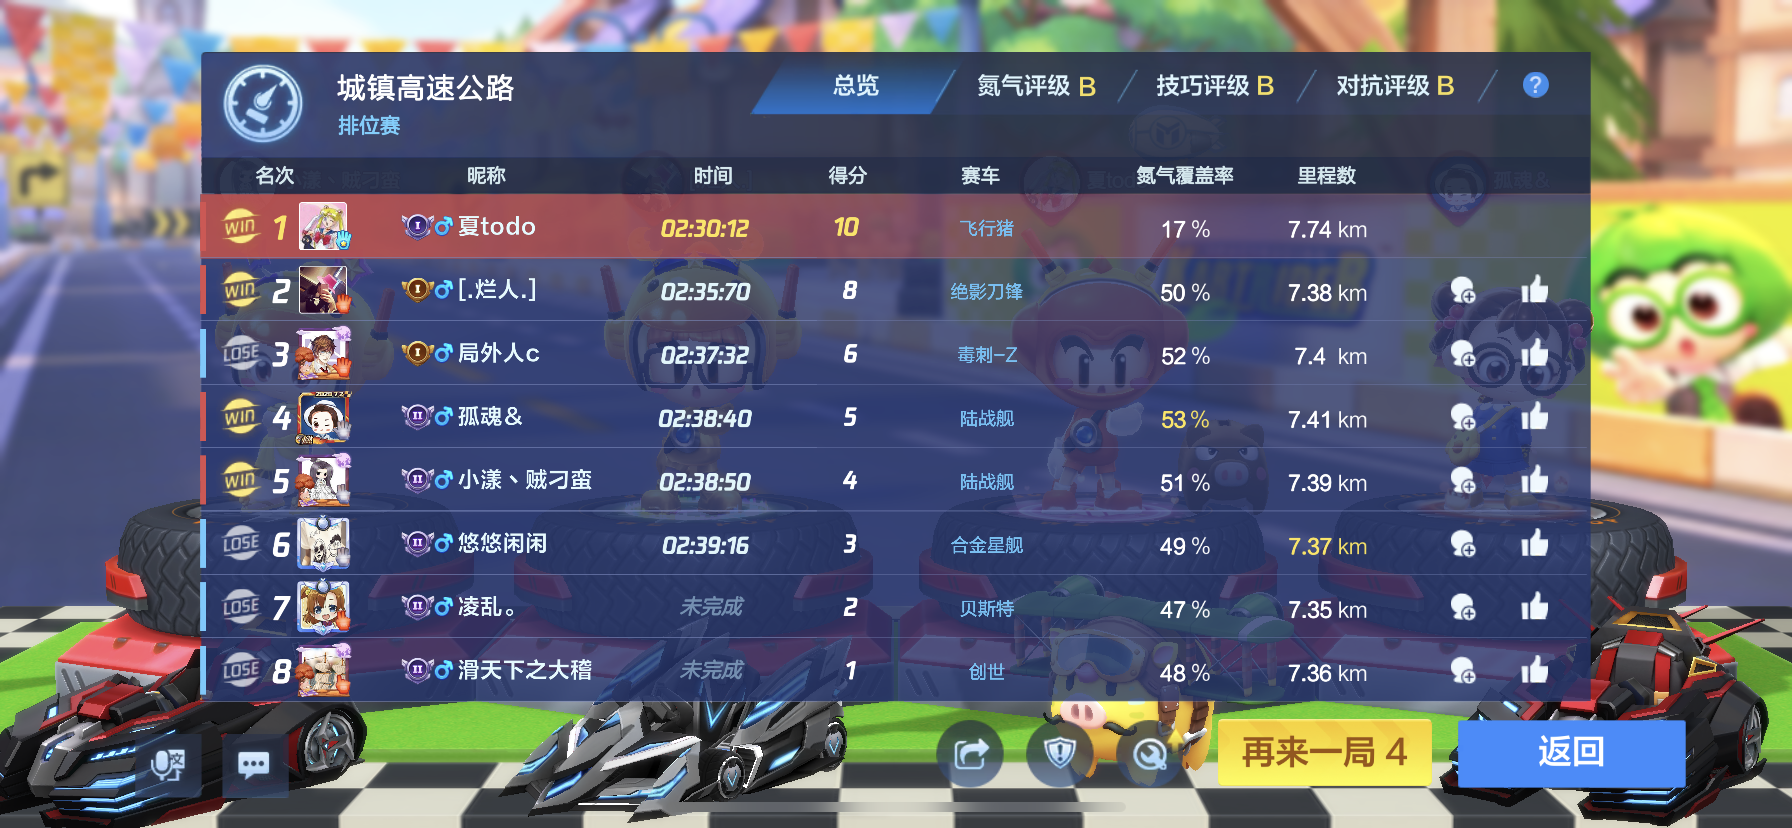 城镇高速公路
排位赛
总览 氮气评级 B 技巧评级 B 对抗评级 B ?
名次 昵称 时间 得分 赛车 氮气覆盖率 里程数
WIN 1 I 夏todo 02:30:12 10 飞行猪 17 % 7.74 km
WIN 2 I [.烂人.] 02:35:70 8 绝影刀锋 50 % 7.38 km
LOSE 3 I 局外人c 02:37:32 6 毒刺-Z 52 % 7.4 km
WIN 4 II 孤魂& 02:38:40 5 陆战舰 53 % 7.41 km
WIN 5 II 小漾丶贼刁蛮 02:38:50 4 陆战舰 51 % 7.39 km
LOSE 6 II 悠悠闲闲 02:39:16 3 合金星舰 49 % 7.37 km
LOSE 7 II 凌乱。 未完成 2 贝斯特 47 % 7.35 km
LOSE 8 II 滑天下之大稽 未完成 1 创世 48 % 7.36 km
再来一局 4 返回